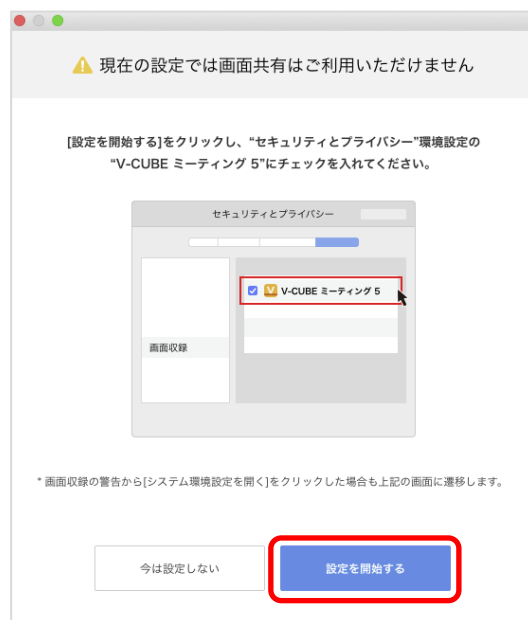 現在の設定では画面共有はご利用いただけません
[設定を開始する]をクリックし、“セキュリティとプライバシー”環境設定の
“V-CUBE ミーティング 5”にチェックを入れてください。
セキュリティとプライバシー
V-CUBE ミーティング 5
画面収録
* 画面収録の警告から[システム環境設定を開く]をクリックした場合も上記の画面に遷移します。
今は設定しない
設定を開始する